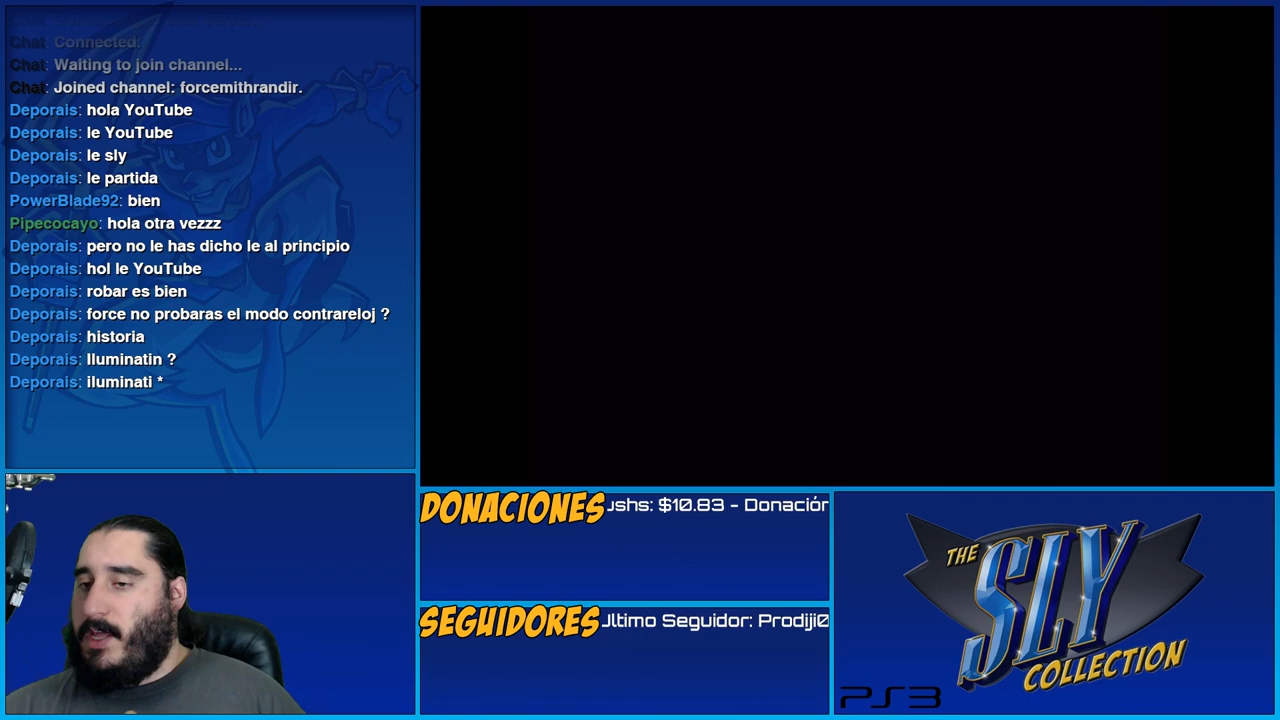 Chat: Connected.
Chat: Waiting to join channel...
Chat: Joined channel: forcemithrandir.
Deporais: hola YouTube
Deporais: le YouTube
Deporais: le sly
Deporais: le partida
PowerBlade92: bien
Pipecocayo: hola otra vezzz
Deporais: pero no le has dicho le al principio
Deporais: hol le YouTube
Deporais: robar es bien
Deporais: force no probaras el modo contrareloj ?
Deporais: historia
Deporais: Iluminatin ?
Deporais: iluminati *
DONACIONES
shs: $10.83 - Donación
SEGUIDORES
ltimo Seguidor: Prodiji0
THE
SLY
COLLECTION
PS3